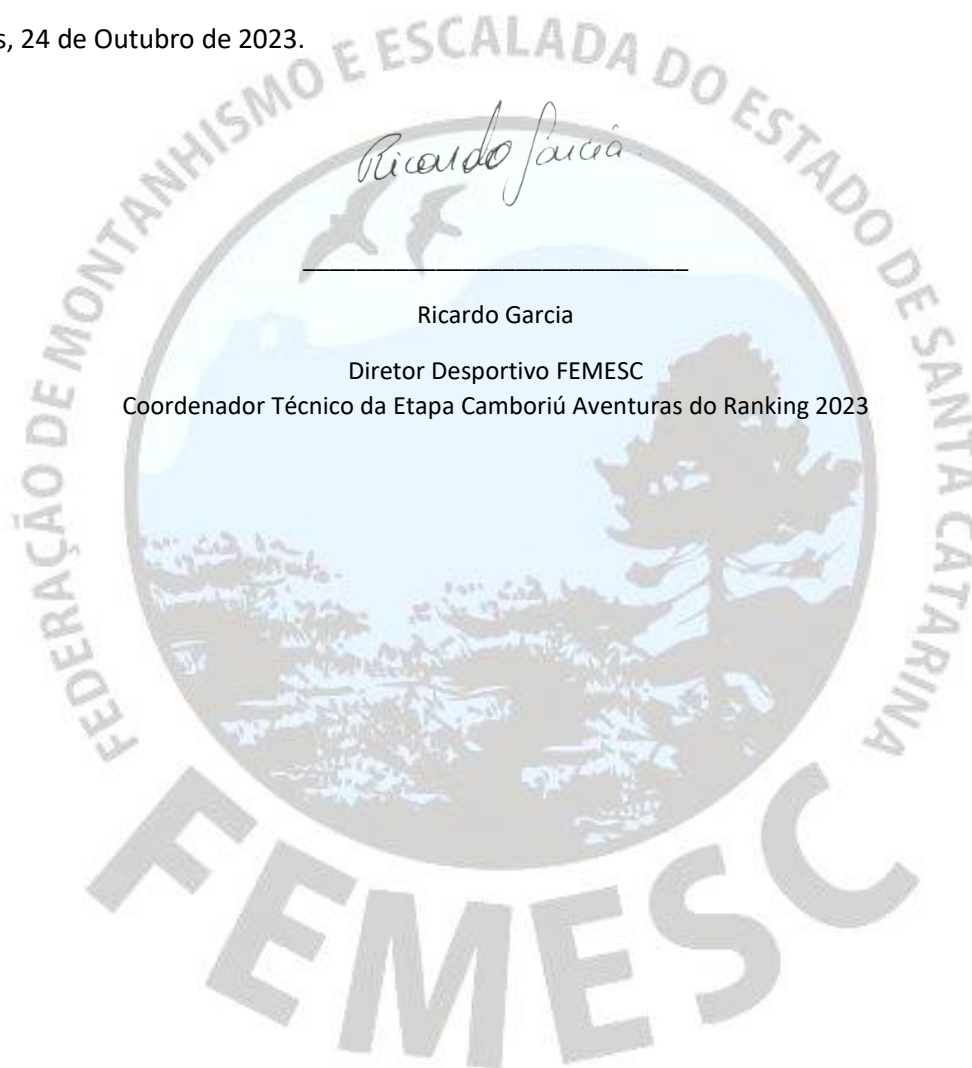 s, 24 de Outubro de 2023.
FEDERAÇÃO DE MONTANHISMO E ESCALADA DO ESTADO DE SANTA CATARINA
Ricardo Garcia
Ricardo Garcia
Diretor Desportivo FEMESC
Coordenador Técnico da Etapa Camboriú Aventuras do Ranking 2023
FEMESC